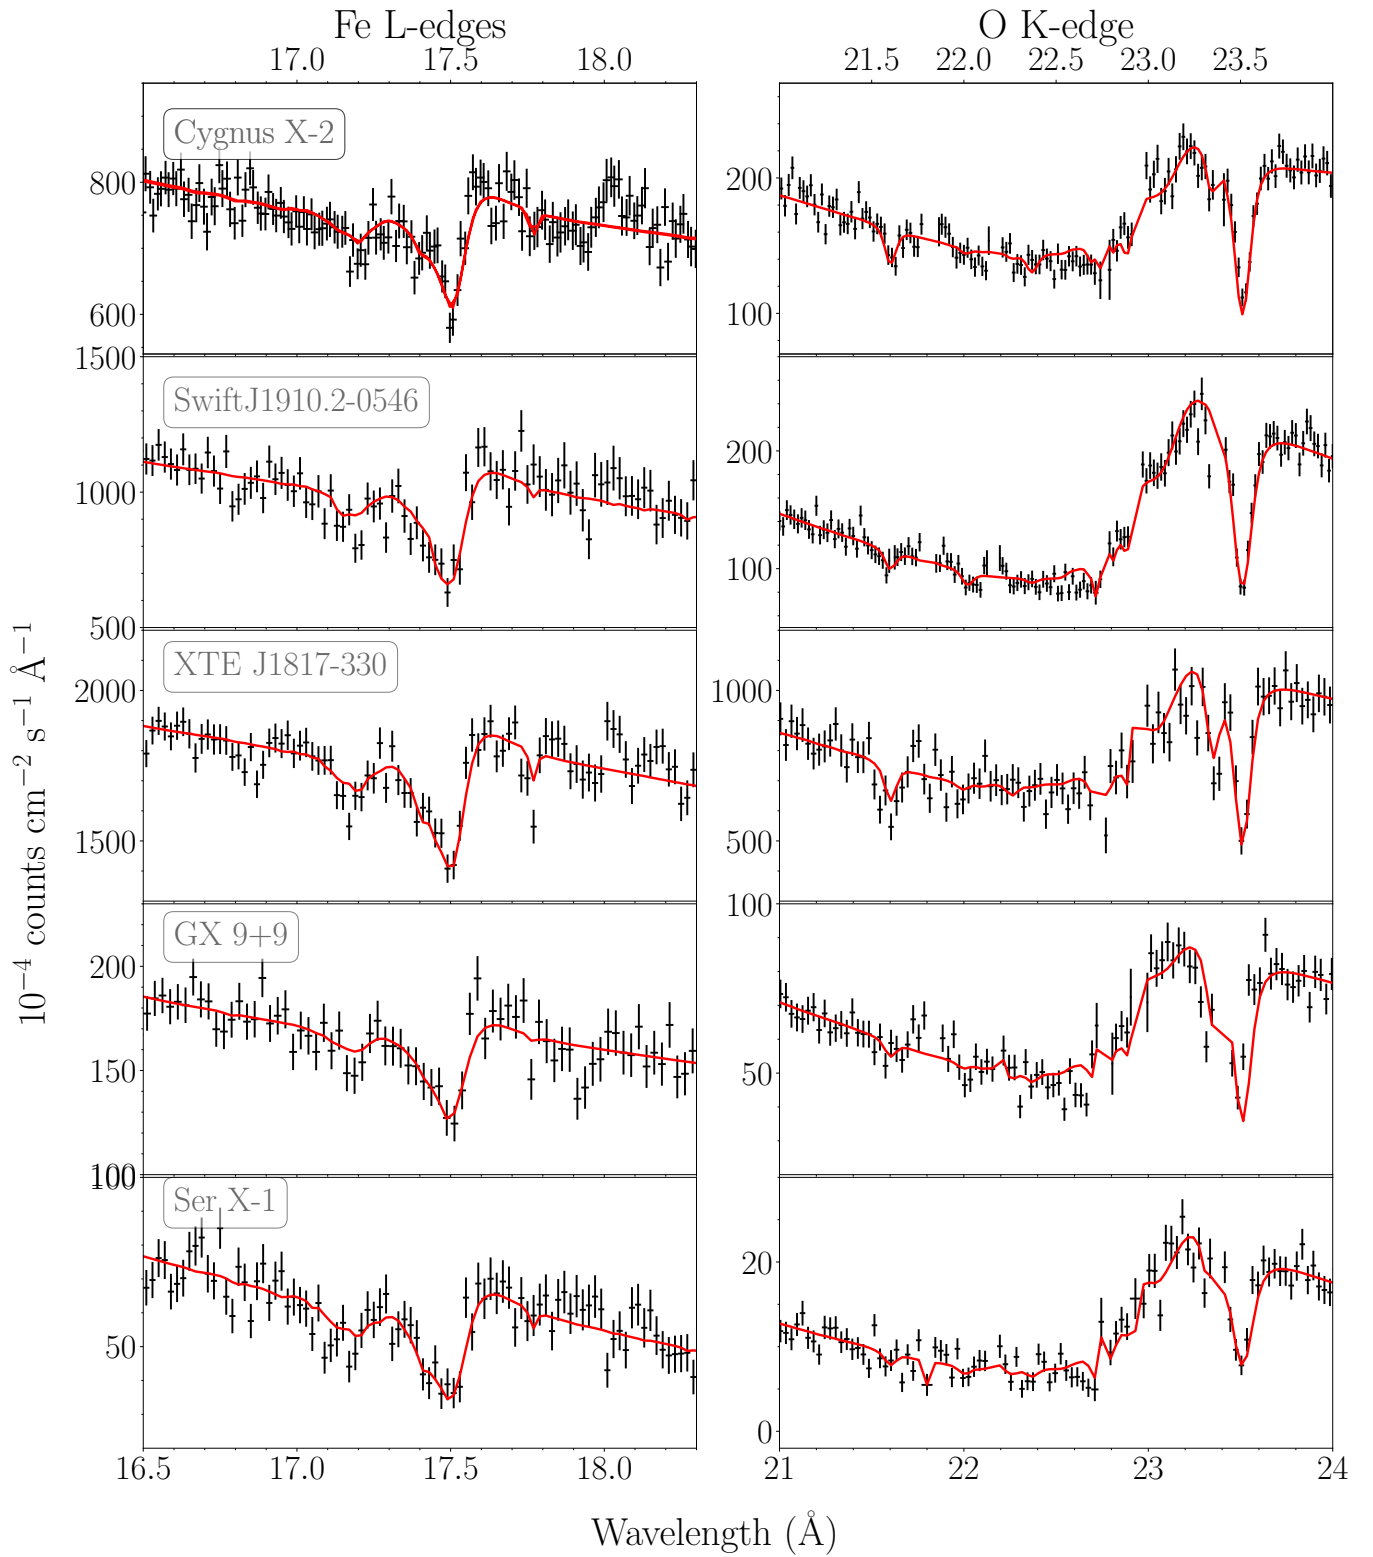 Fe L-edges
O K-edge
17.0 17.5 18.0
21.5 22.0 22.5 23.0 23.5
Cygnus X-2
800
600
200
100
SwiftJ1910.2-0546
1500
1000
500
200
100
XTE J1817-330
2000
1500
1000
500
GX 9+9
200
150
100
100
50
Ser X-1
100
50
20
0
16.5 17.0 17.5 18.0
21 22 23 24
10−4 counts cm−2 s−1 Å−1
Wavelength (Å)